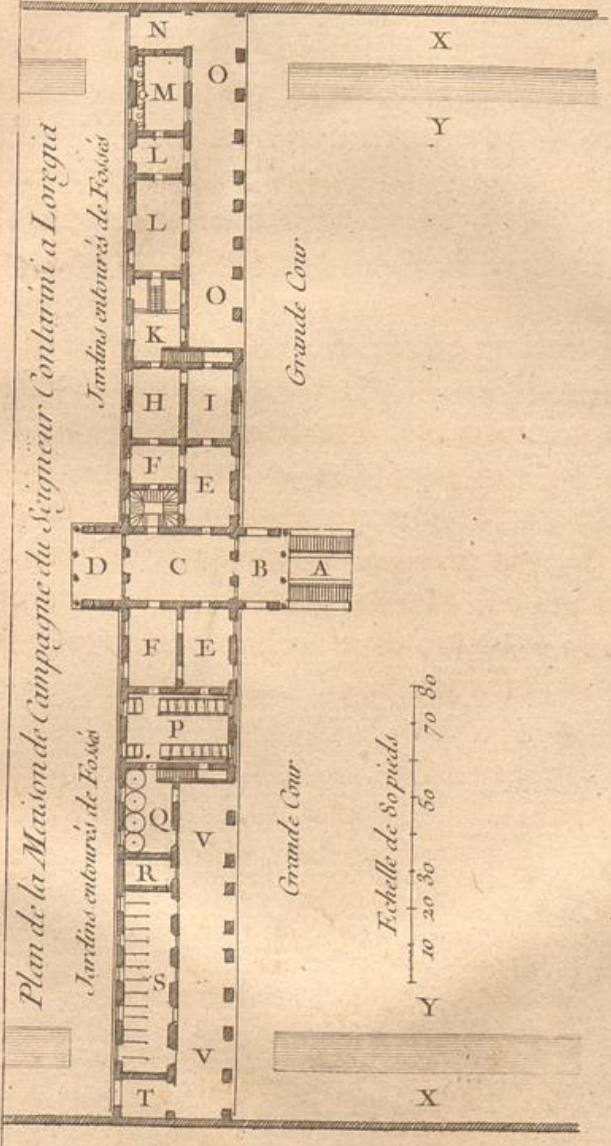 Plan de la Maison de Campagne du Seigneur Contarini a Loregia
Jardins entourés de Fossés
Jardins entourés de Fossés
N
X
O
M
Y
L
L
O
Grande Cour
K
H
I
F
E
D
C
B
A
F
E
P
Q
V
Grande Cour
R
S
Y
V
T
X
Echelle de 80 pieds
10 20 30 50 70 80